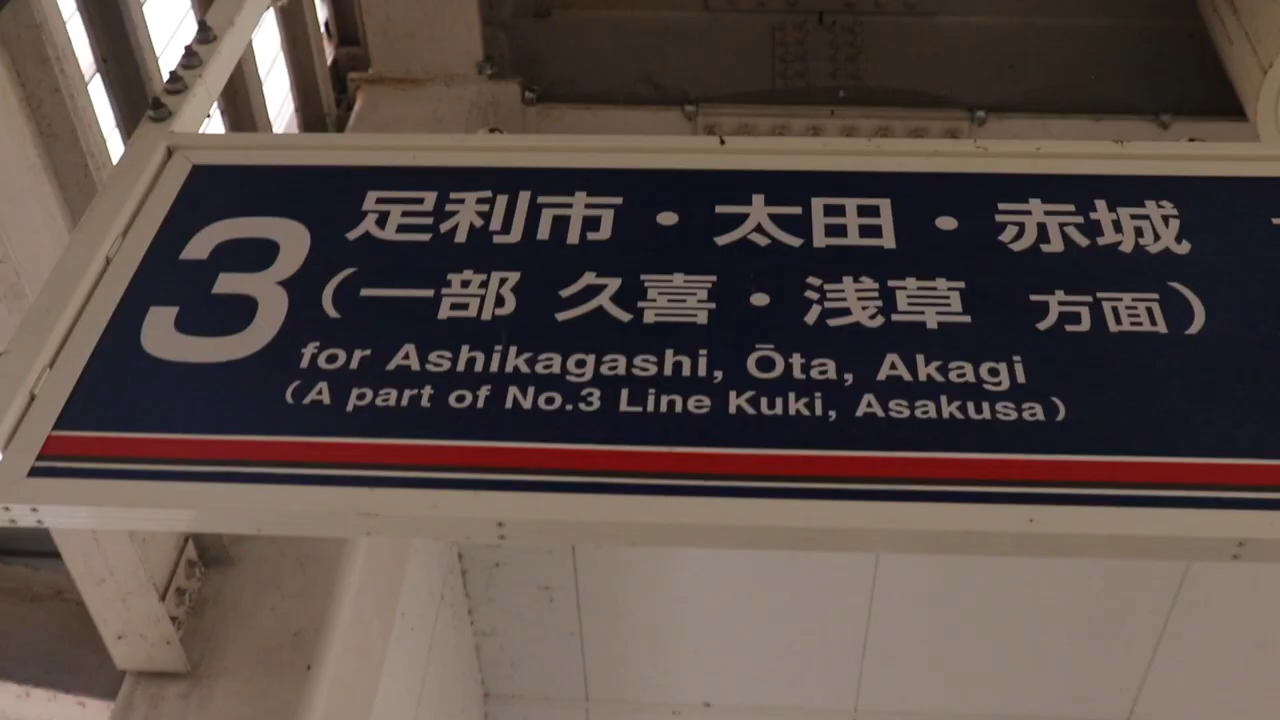 3
足利市・太田・赤城
(一部 久喜・浅草 方面)
for Ashikagashi, Ōta, Akagi
(A part of No.3 Line Kuki, Asakusa)